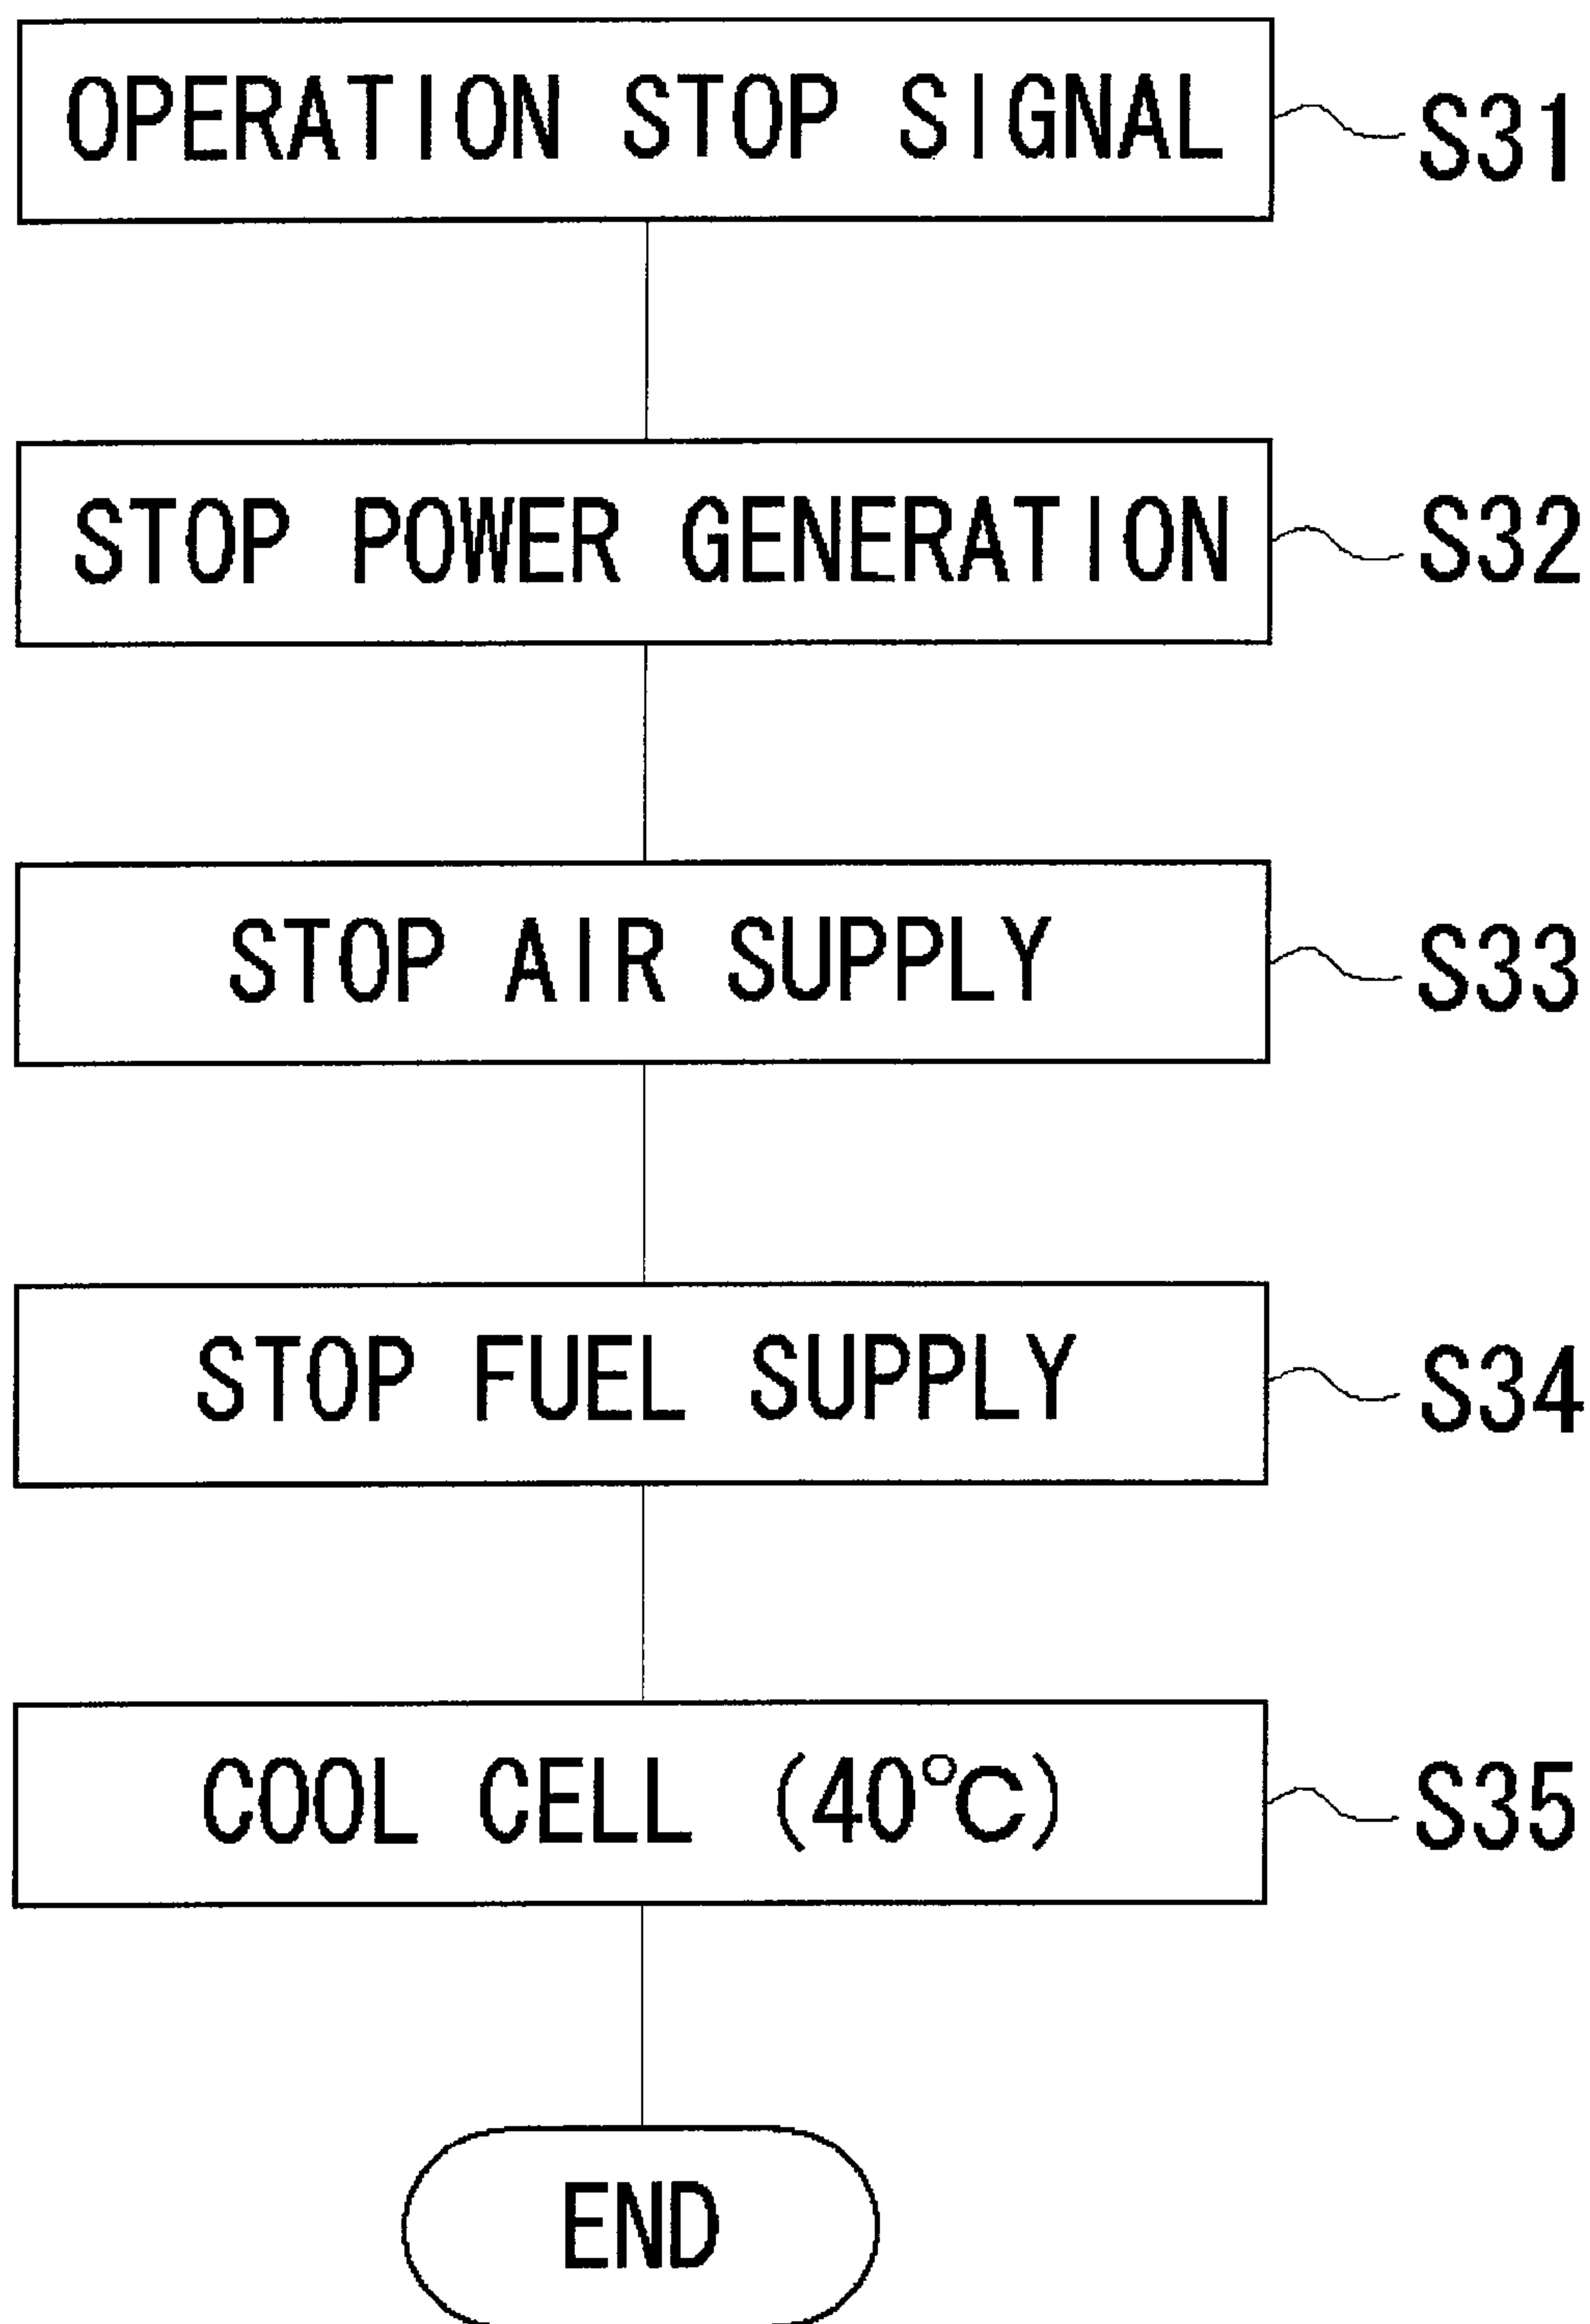 OPERATION STOP SIGNAL S31
STOP POWER GENERATION S32
STOP AIR SUPPLY S33
STOP FUEL SUPPLY S34
COOL CELL (40℃) S35
END